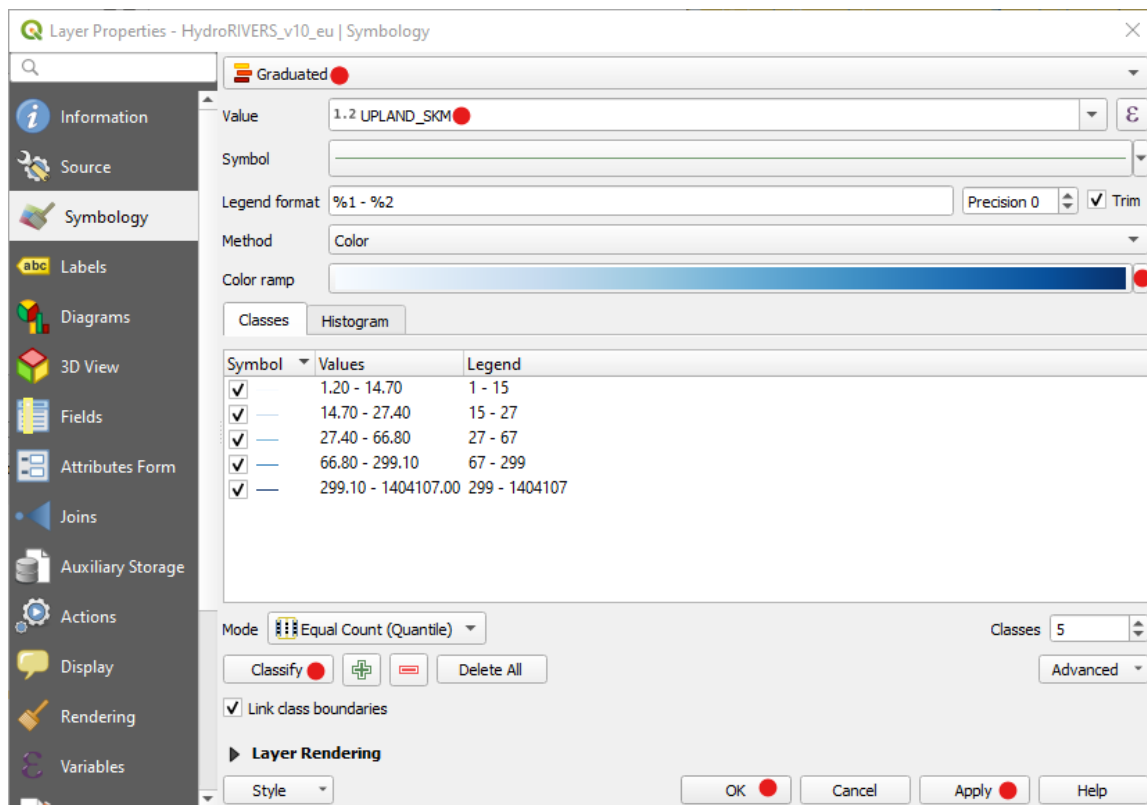 Layer Properties - HydroRIVERS_v10_eu | Symbology
Graduated
Information
Value 1.2 UPLAND_SKM ε
Source
Symbol
Symbology
Legend format %1 - %2 Precision 0 Trim
Method Color
abc Labels
Color ramp
Diagrams
Classes Histogram
3D View
Symbol Values Legend
1.20 - 14.70 1 - 15
Fields
14.70 - 27.40 15 - 27
27.40 - 66.80 27 - 67
Attributes Form
66.80 - 299.10 67 - 299
299.10 - 1404107.00 299 - 1404107
Joins
Auxiliary Storage
Actions
Mode Equal Count (Quantile) Classes 5
Display
Classify Delete All Advanced
Rendering
Link class boundaries
Layer Rendering
Variables
Style OK Cancel Apply Help